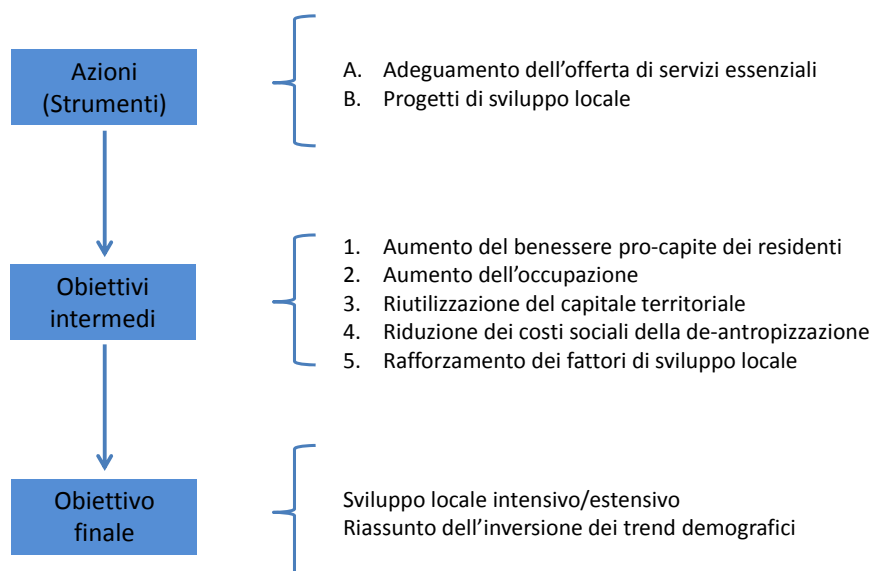 Azioni
(Strumenti)
A. Adeguamento dell'offerta di servizi essenziali
B. Progetti di sviluppo locale
Obiettivi
intermedi
1. Aumento del benessere pro-capite dei residenti
2. Aumento dell'occupazione
3. Riutilizzazione del capitale territoriale
4. Riduzione dei costi sociali della de-antropizzazione
5. Rafforzamento dei fattori di sviluppo locale
Obiettivo
finale
Sviluppo locale intensivo/estensivo
Riassunto dell'inversione dei trend demografici